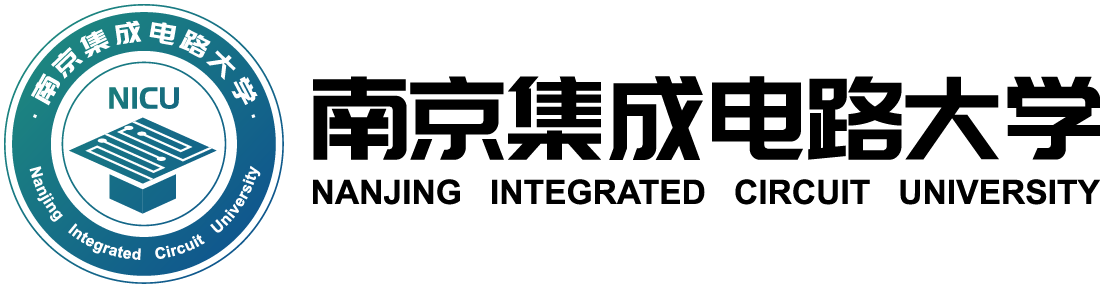 ·南京集成电路大学·
NICU
Nanjing Integrated Circuit University
南京集成电路大学
NANJING INTEGRATED CIRCUIT UNIVERSITY